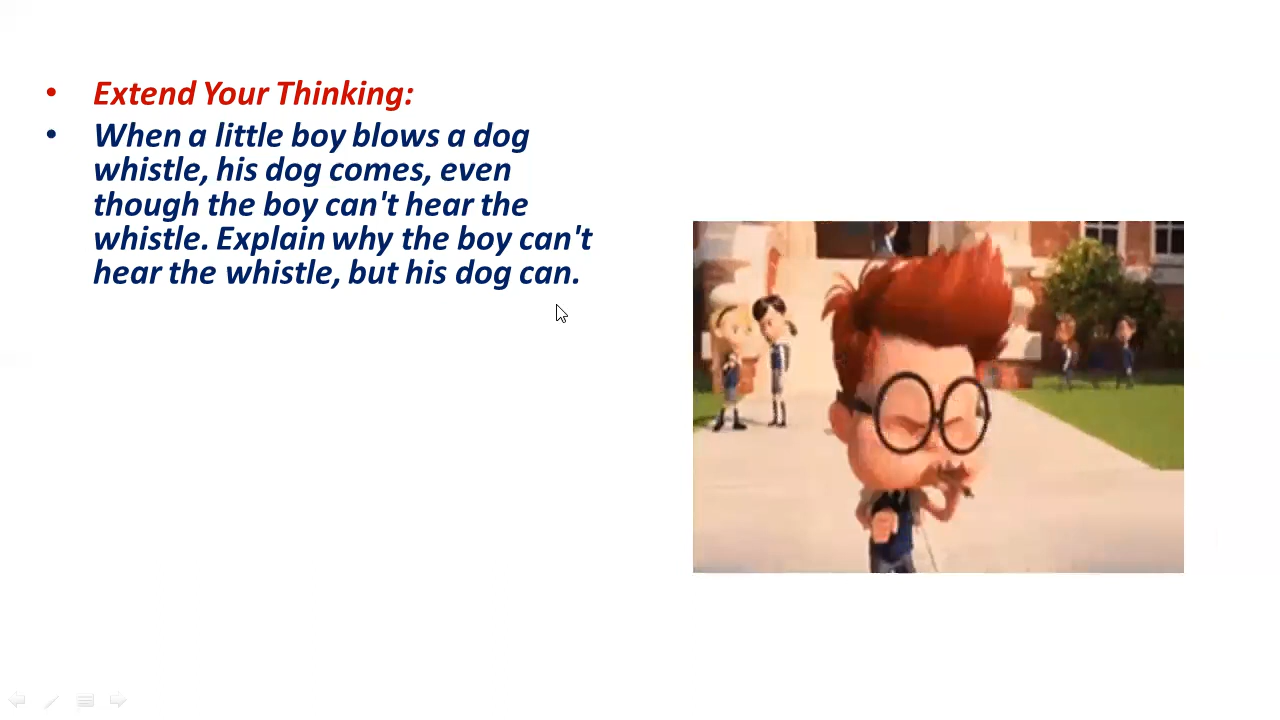 • Extend Your Thinking:
• When a little boy blows a dog
whistle, his dog comes, even
though the boy can't hear the
whistle. Explain why the boy can't
hear the whistle, but his dog can.